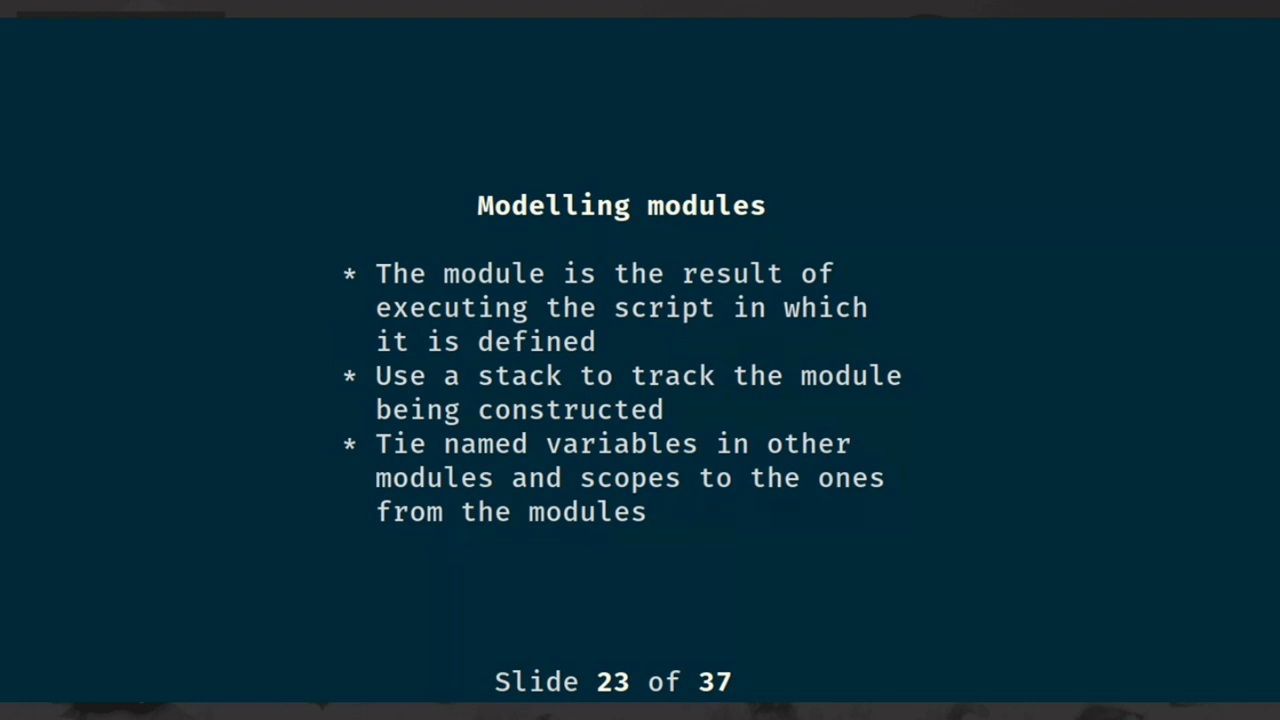 Modelling modules
* The module is the result of
executing the script in which
it is defined
* Use a stack to track the module
being constructed
* Tie named variables in other
modules and scopes to the ones
from the modules
Slide 23 of 37